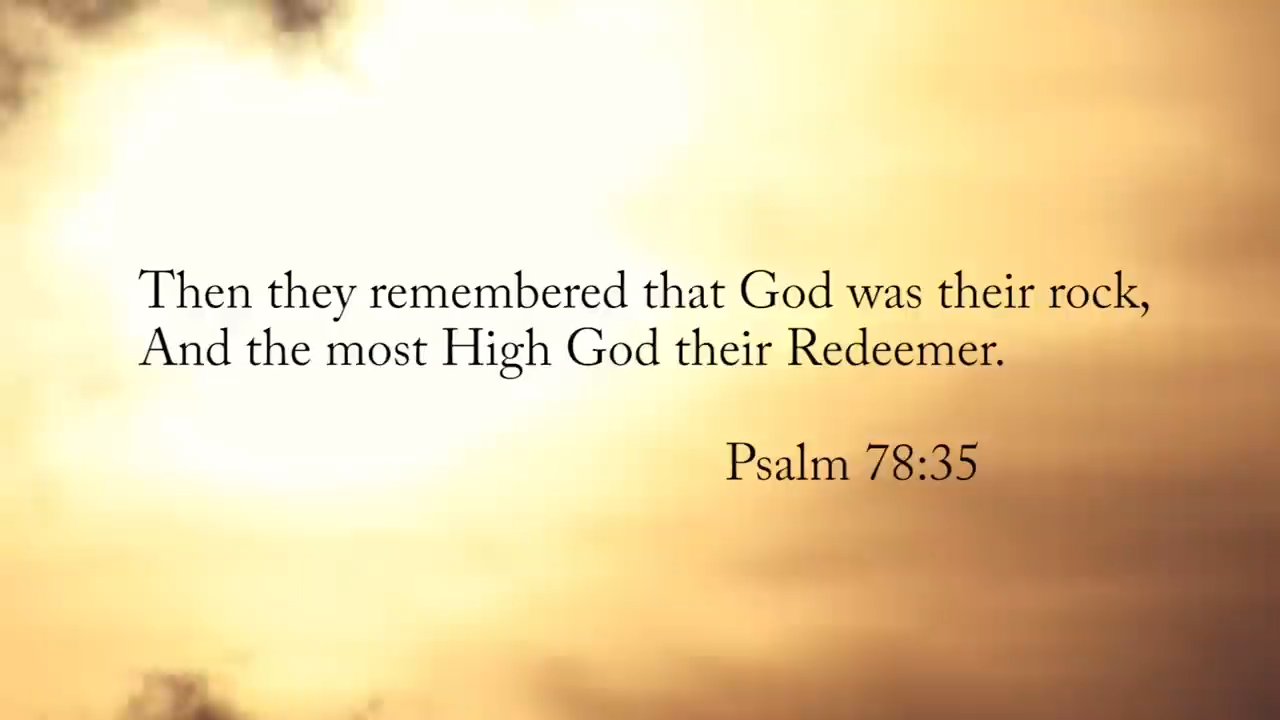 Then they remembered that God was their rock,
And the most High God their Redeemer.
Psalm 78:35